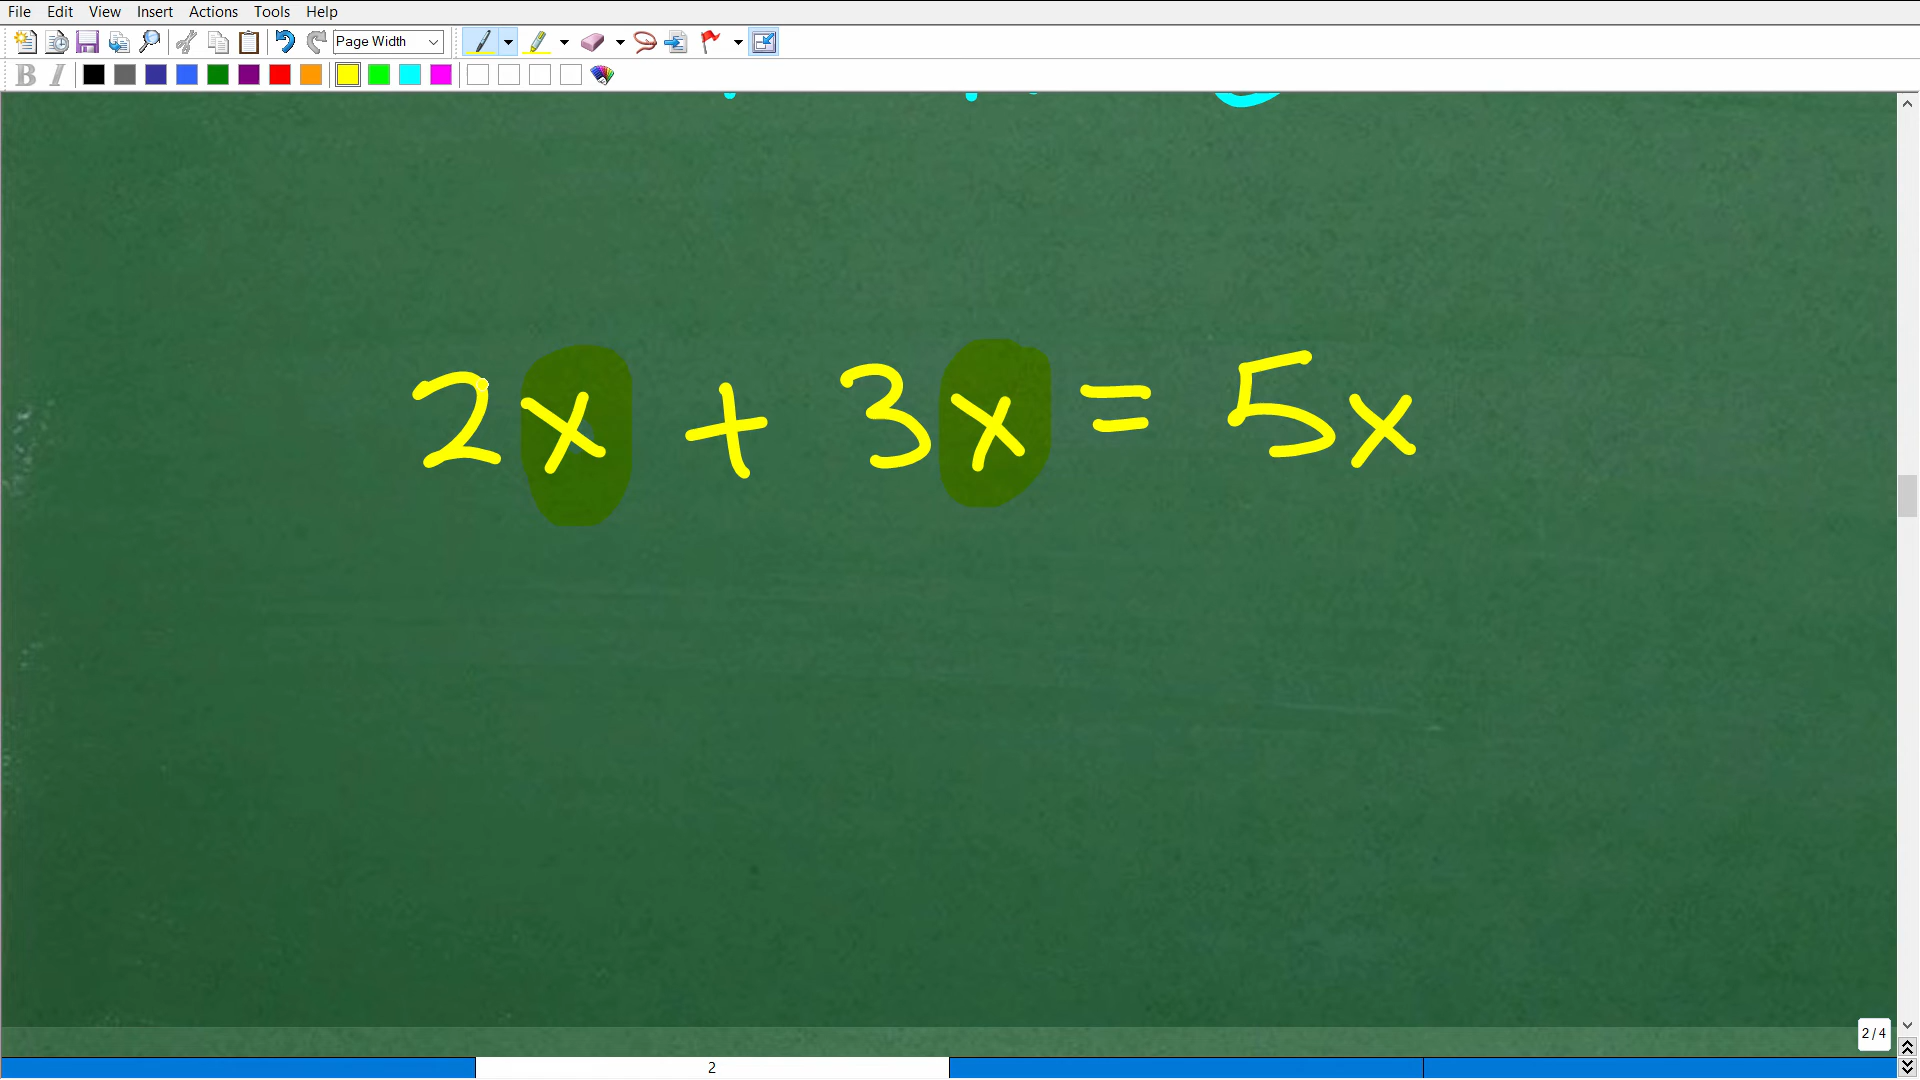 File Edit View Insert Actions Tools Help
Page Width
B I
2x + 3x = 5x
2 / 4
2